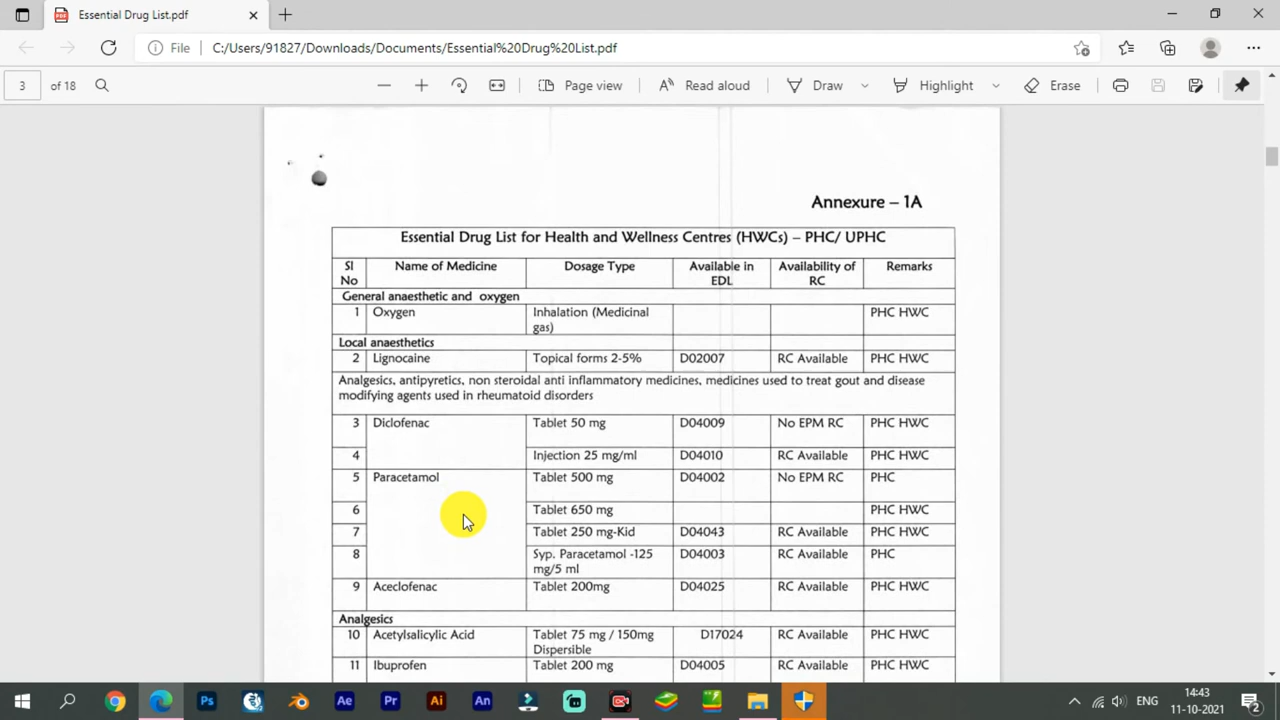 Essential Drug List.pdf
File
C:/Users/91827/Downloads/Documents/Essential%20Drug%20List.pdf
3 of 18
Page view
Read aloud
Draw
Highlight
Erase
Annexure – 1A
Essential Drug List for Health and Wellness Centres (HWCs) – PHC/ UPHC
Sl No Name of Medicine Dosage Type Available in EDL Availability of RC Remarks
General anaesthetic and oxygen
1 Oxygen Inhalation (Medicinal gas) PHC HWC
Local anaesthetics
2 Lignocaine Topical forms 2-5% D02007 RC Available PHC HWC
Analgesics, antipyretics, non steroidal anti inflammatory medicines, medicines used to treat gout and disease
modifying agents used in rheumatoid disorders
3 Diclofenac Tablet 50 mg D04009 No EPM RC PHC HWC
4 Injection 25 mg/ml D04010 RC Available PHC HWC
5 Paracetamol Tablet 500 mg D04002 No EPM RC PHC
6 Tablet 650 mg PHC HWC
7 Tablet 250 mg-Kid D04043 RC Available PHC HWC
8 Syp. Paracetamol -125 mg/5 ml D04003 RC Available PHC
9 Aceclofenac Tablet 200mg D04025 RC Available PHC HWC
Analgesics
10 Acetylsalicylic Acid Tablet 75 mg / 150mg Dispersible D17024 RC Available PHC HWC
11 Ibuprofen Tablet 200 mg D04005 RC Available PHC HWC
Ps
Ae
Pr
Ai
An
ENG
14:43
11-10-2021
2